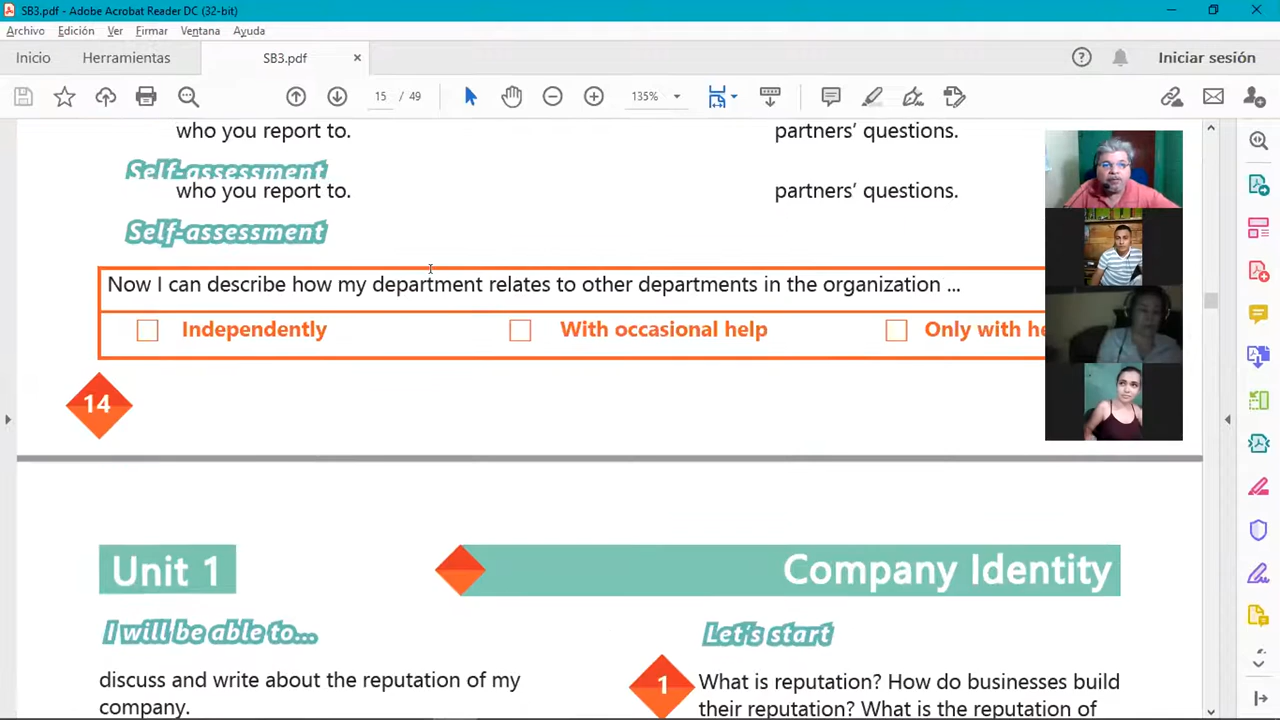 SB3.pdf - Adobe Acrobat Reader DC (32-bit)
Archivo Edición Ver Firmar Ventana Ayuda
Inicio Herramientas SB3.pdf × Iniciar sesión
15 / 49 135%
who you report to. partners' questions.
Self-assessment
who you report to. partners' questions.
Self-assessment
Now I can describe how my department relates to other departments in the organization ...
Independently With occasional help Only with he
14
Unit 1 Company Identity
I will be able to... Let's start
discuss and write about the reputation of my
company.
1 What is reputation? How do businesses build
their reputation? What is the reputation of